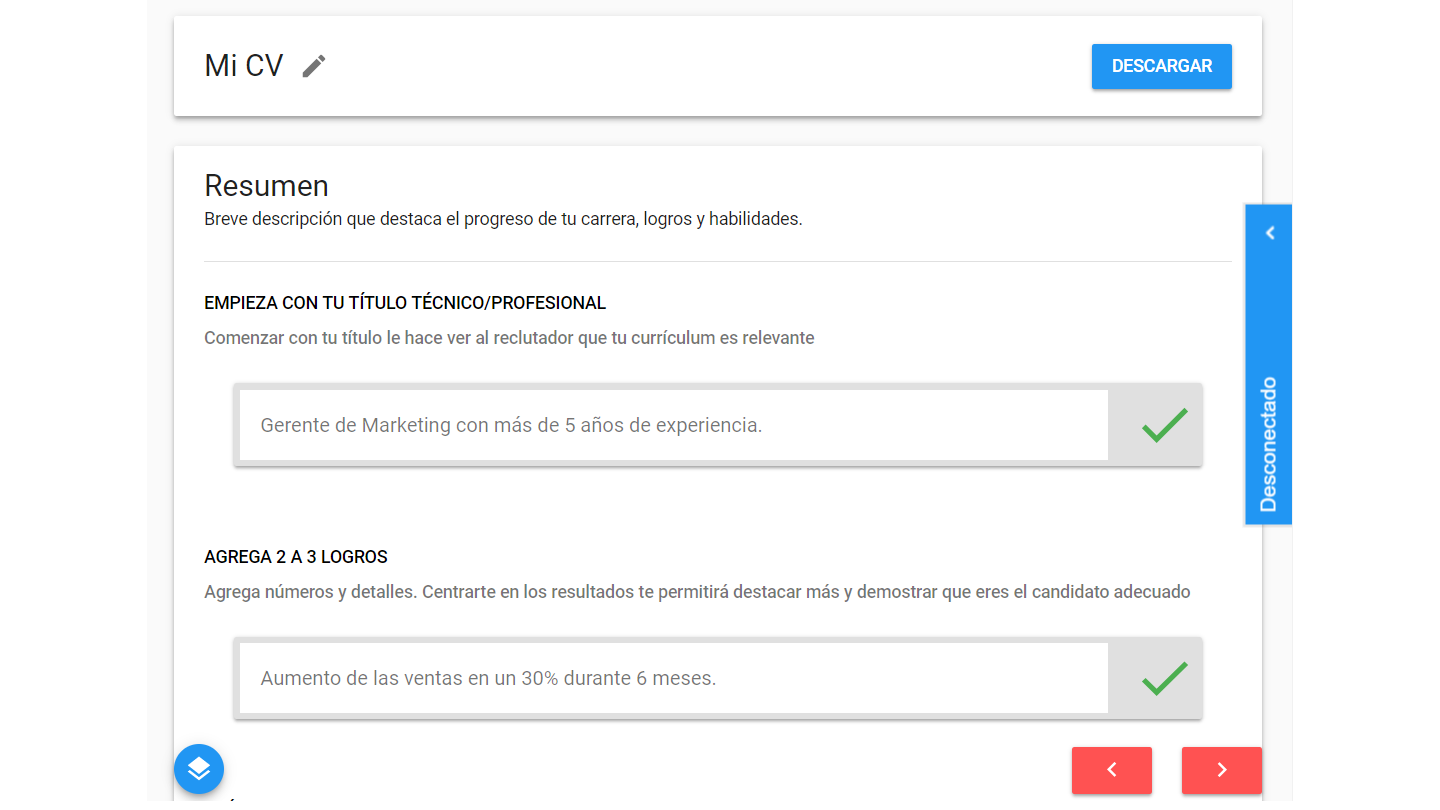 Mi CV
DESCARGAR
Resumen
Breve descripción que destaca el progreso de tu carrera, logros y habilidades.
EMPIEZA CON TU TÍTULO TÉCNICO/PROFESIONAL
Comenzar con tu título le hace ver al reclutador que tu currículum es relevante
Gerente de Marketing con más de 5 años de experiencia.
Desconectado
AGREGA 2 A 3 LOGROS
Agrega números y detalles. Centrarte en los resultados te permitirá destacar más y demostrar que eres el candidato adecuado
Aumento de las ventas en un 30% durante 6 meses.